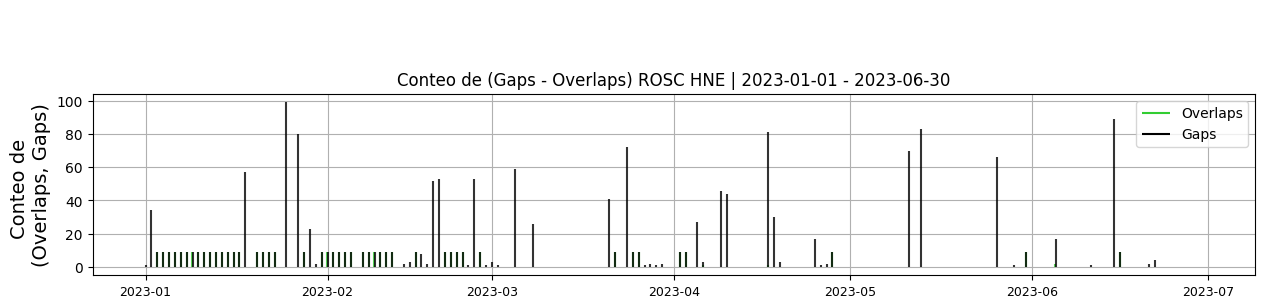 Conteo de (Gaps - Overlaps) ROSC HNE | 2023-01-01 - 2023-06-30
Conteo de
(Overlaps, Gaps)
100
80
60
40
20
0
Overlaps
Gaps
2023-01
2023-02
2023-03
2023-04
2023-05
2023-06
2023-07